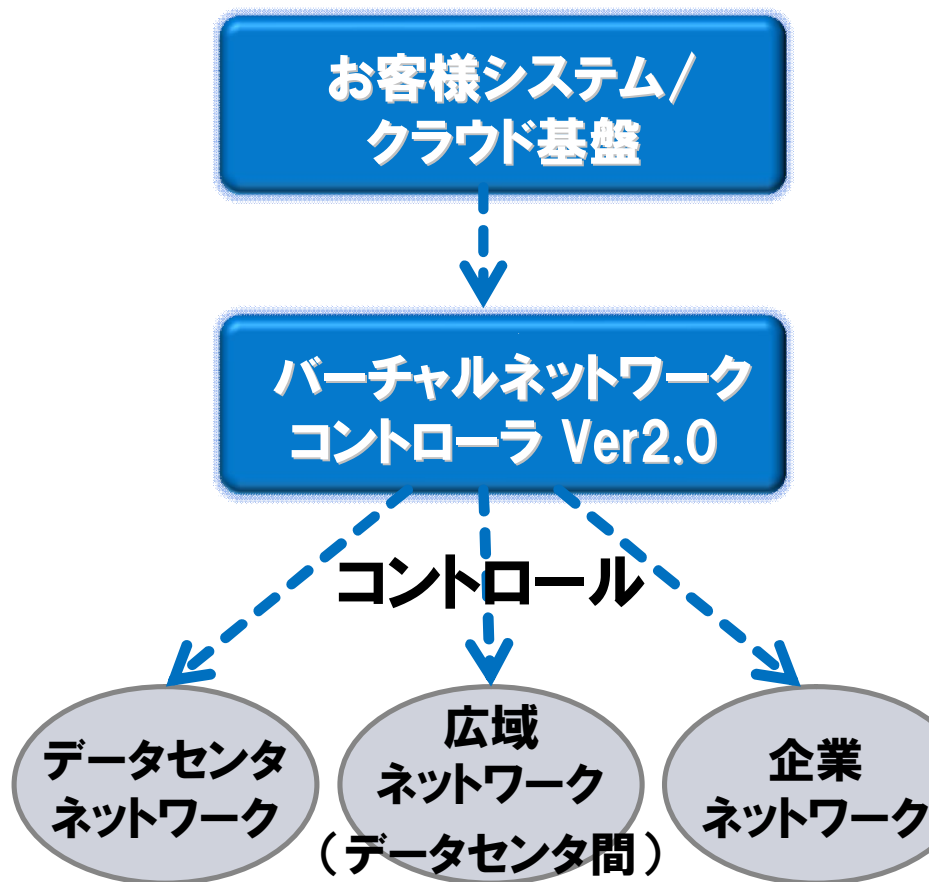 お客様システム/
クラウド基盤
バーチャルネットワーク
コントローラ Ver2.0
コントロール
データセンタ
ネットワーク
広域
ネットワーク
（データセンタ間）
企業
ネットワーク